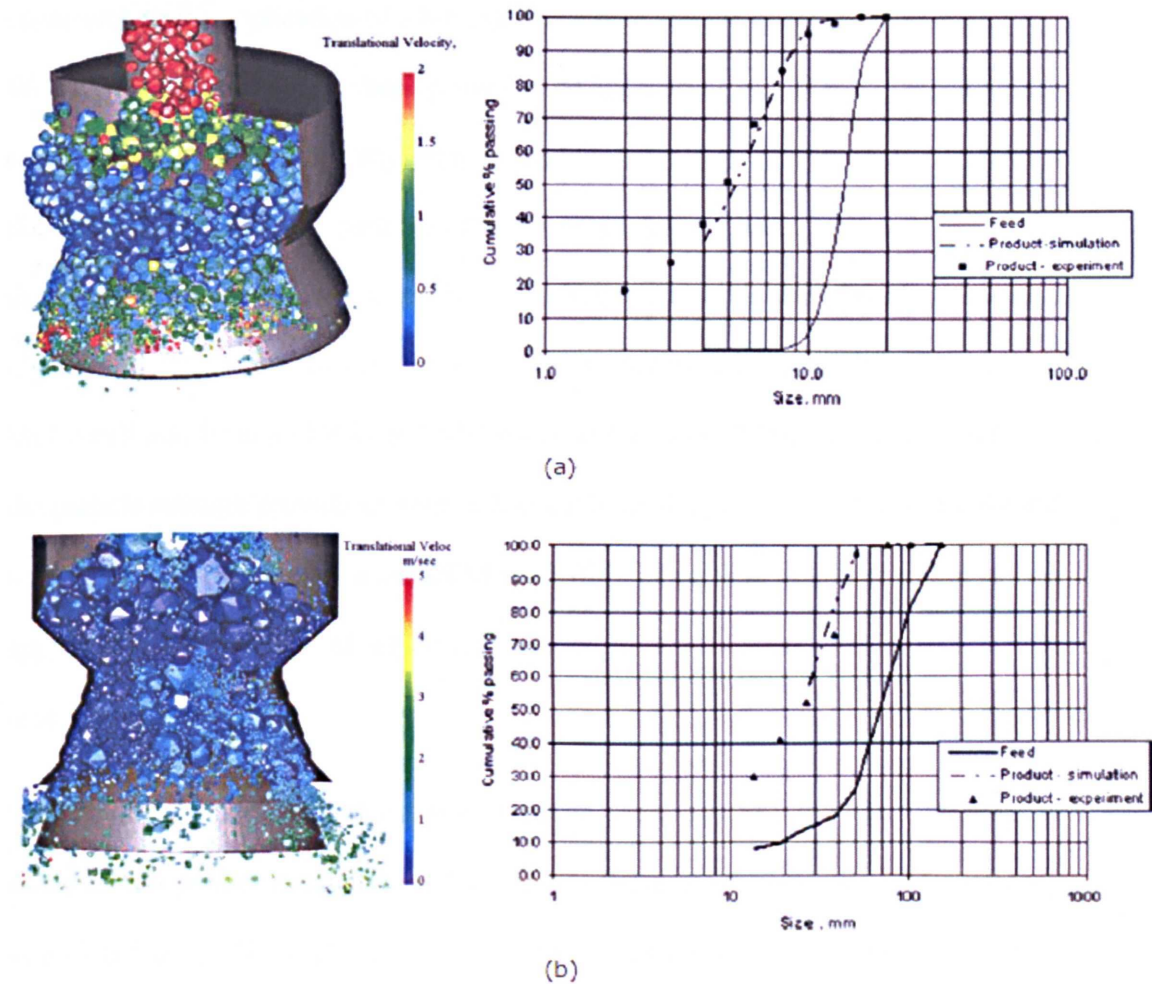 Translational Velocity,
2
1.5
1
0.5
0
Cumulative % passing
100
90
80
70
60
50
40
30
20
10
0
1.0 10.0 100.0
Size, mm
Feed
Product-simulation
Product - experiment
(a)
Translational Veloc
m/sec
5
4
3
2
1
0
Cumulative % passing
100.0
90.0
80.0
70.0
60.0
50.0
40.0
30.0
20.0
10.0
0.0
1 10 100 1000
Size , mm
Feed
Product - simulation
Product - experiment
(b)